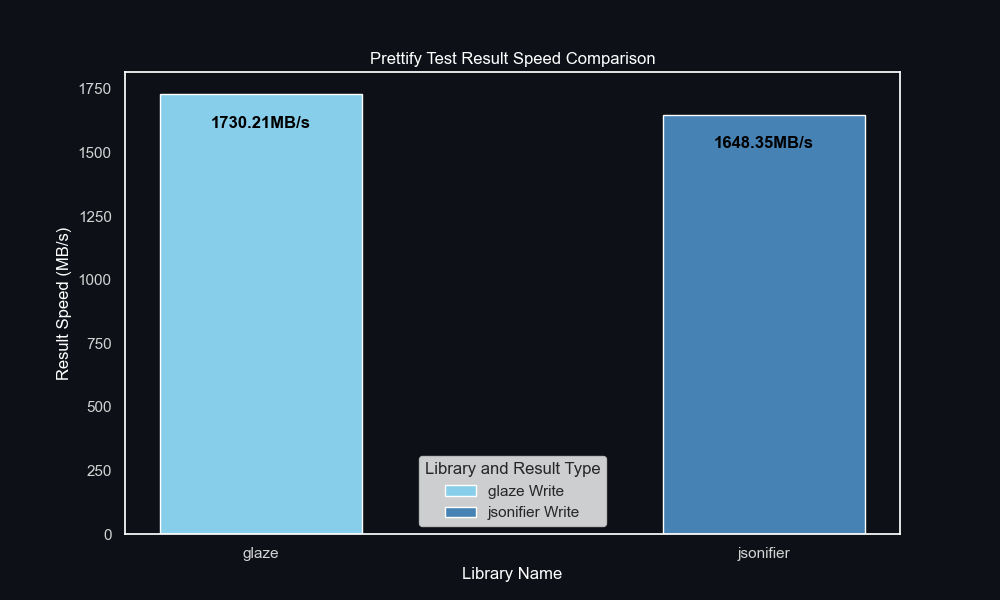 Prettify Test Result Speed Comparison
1750
1500
1250
1000
750
500
250
0
Result Speed (MB/s)
1730.21MB/s
1648.35MB/s
Library and Result Type
glaze Write
jsonifier Write
glaze
jsonifier
Library Name